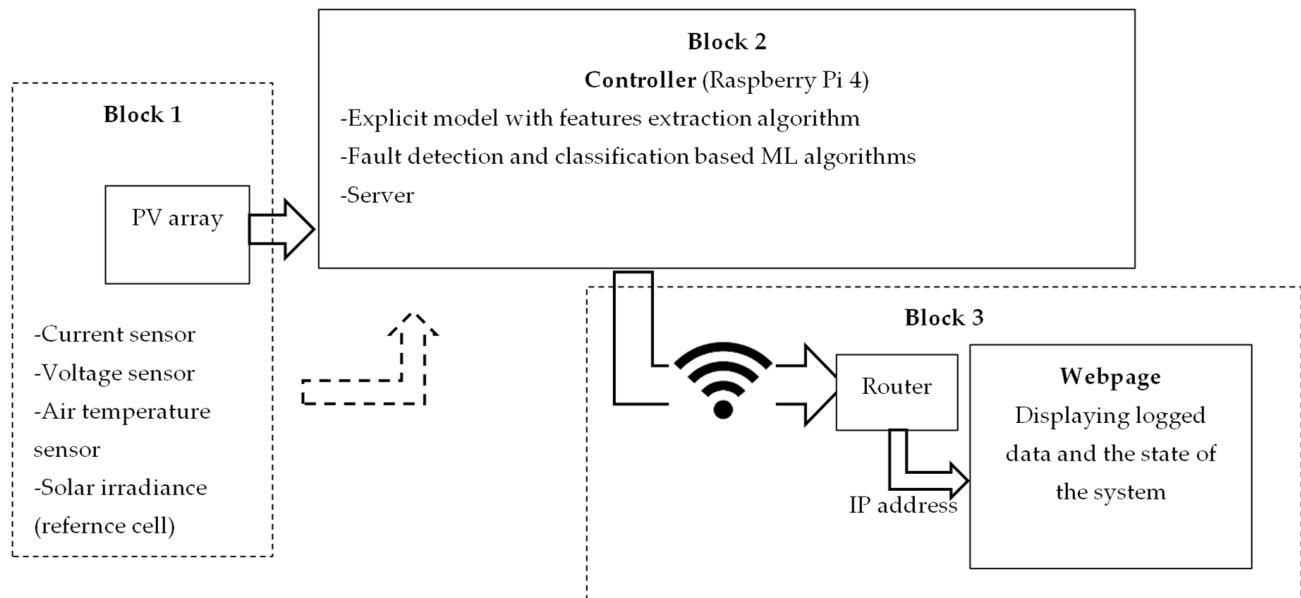 Block 1
PV array
-Current sensor
-Voltage sensor
-Air temperature
sensor
-Solar irradiance
(refernce cell)
Block 2
Controller (Raspberry Pi 4)
-Explicit model with features extraction algorithm
-Fault detection and classification based ML algorithms
-Server
Block 3
Router
IP address
Webpage
Displaying logged
data and the state of
the system